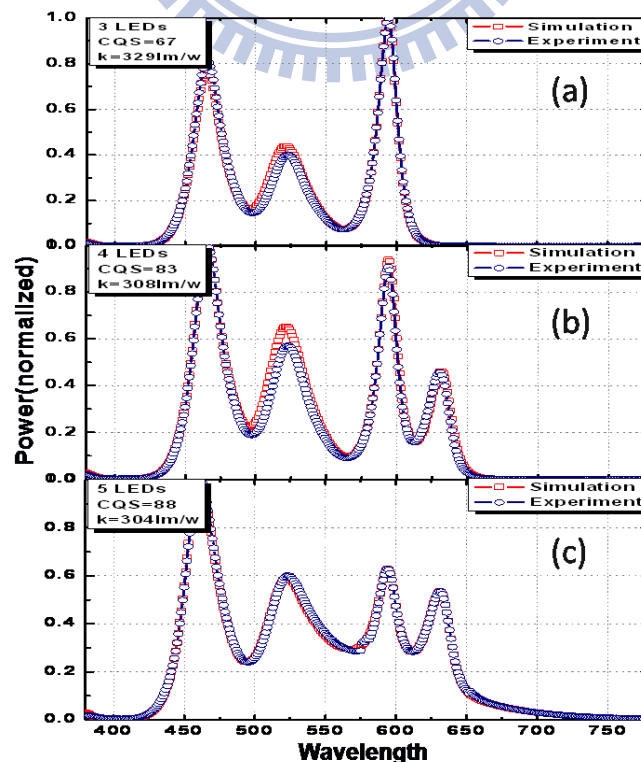 3 LEDs
CQS=67
k=329lm/w
Simulation
Experiment
(a)
1.0
0.8
0.6
0.4
0.2
0.0
4 LEDs
CQS=83
k=308lm/w
Simulation
Experiment
(b)
0.8
0.6
0.4
0.2
0.0
5 LEDs
CQS=88
k=304lm/w
Simulation
Experiment
(c)
0.8
0.6
0.4
0.2
0.0
Power(normalized)
400 450 500 550 600 650 700 750
Wavelength